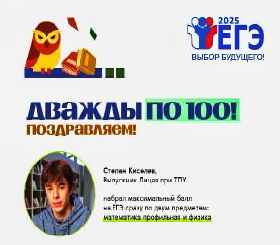 2025
ЕГЭ
ВЫБОР БУДУЩЕГО!
ДВАЖДЫ ПО 100!
ПОЗДРАВЛЯЕМ!
Степан Киселев,
Выпускник Лицея при ТПУ
набрал максимальный балл
на ЕГЭ сразу по двум предметам:
математика профильная и физика